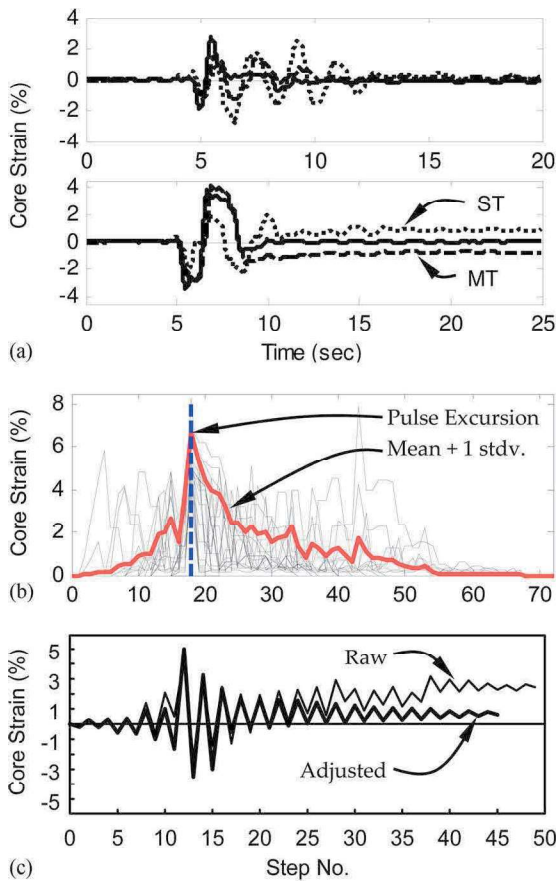 4
2
0
-2
-4
0 5 10 15 20
Core Strain (%)
4
2
0
-2
-4
ST
MT
0 5 10 15 20 25
(a)
Time (sec)
8
6
4
2
0
Core Strain (%)
Pulse Excursion
Mean + 1 stdv.
0 10 20 30 40 50 60 70
(b)
5
3
1
-1
-3
-5
Core Strain (%)
Raw
Adjusted
0 5 10 15 20 25 30 35 40 45 50
(c)
Step No.